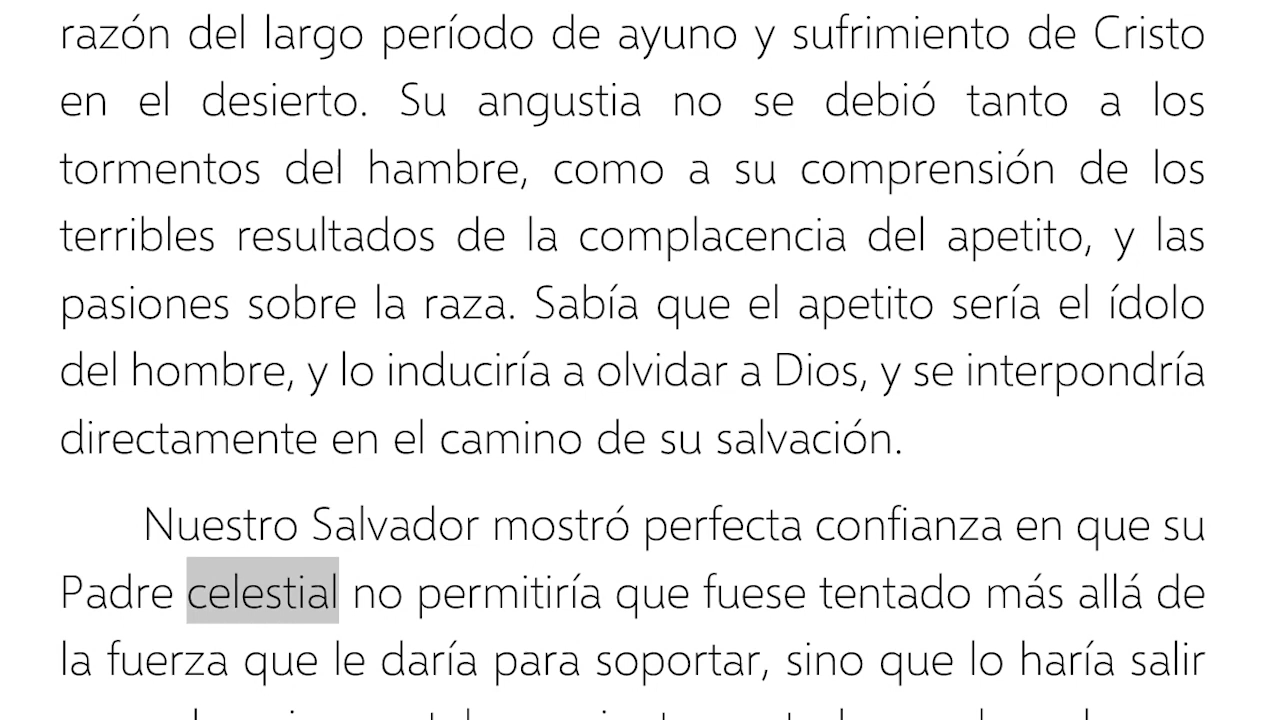 razón del largo período de ayuno y sufrimiento de Cristo
en el desierto. Su angustia no se debió tanto a los
tormentos del hambre, como a su comprensión de los
terribles resultados de la complacencia del apetito, y las
pasiones sobre la raza. Sabía que el apetito sería el ídolo
del hombre, y lo induciría a olvidar a Dios, y se interpondría
directamente en el camino de su salvación.
Nuestro Salvador mostró perfecta confianza en que su
Padre celestial no permitiría que fuese tentado más allá de
la fuerza que le daría para soportar, sino que lo haría salir